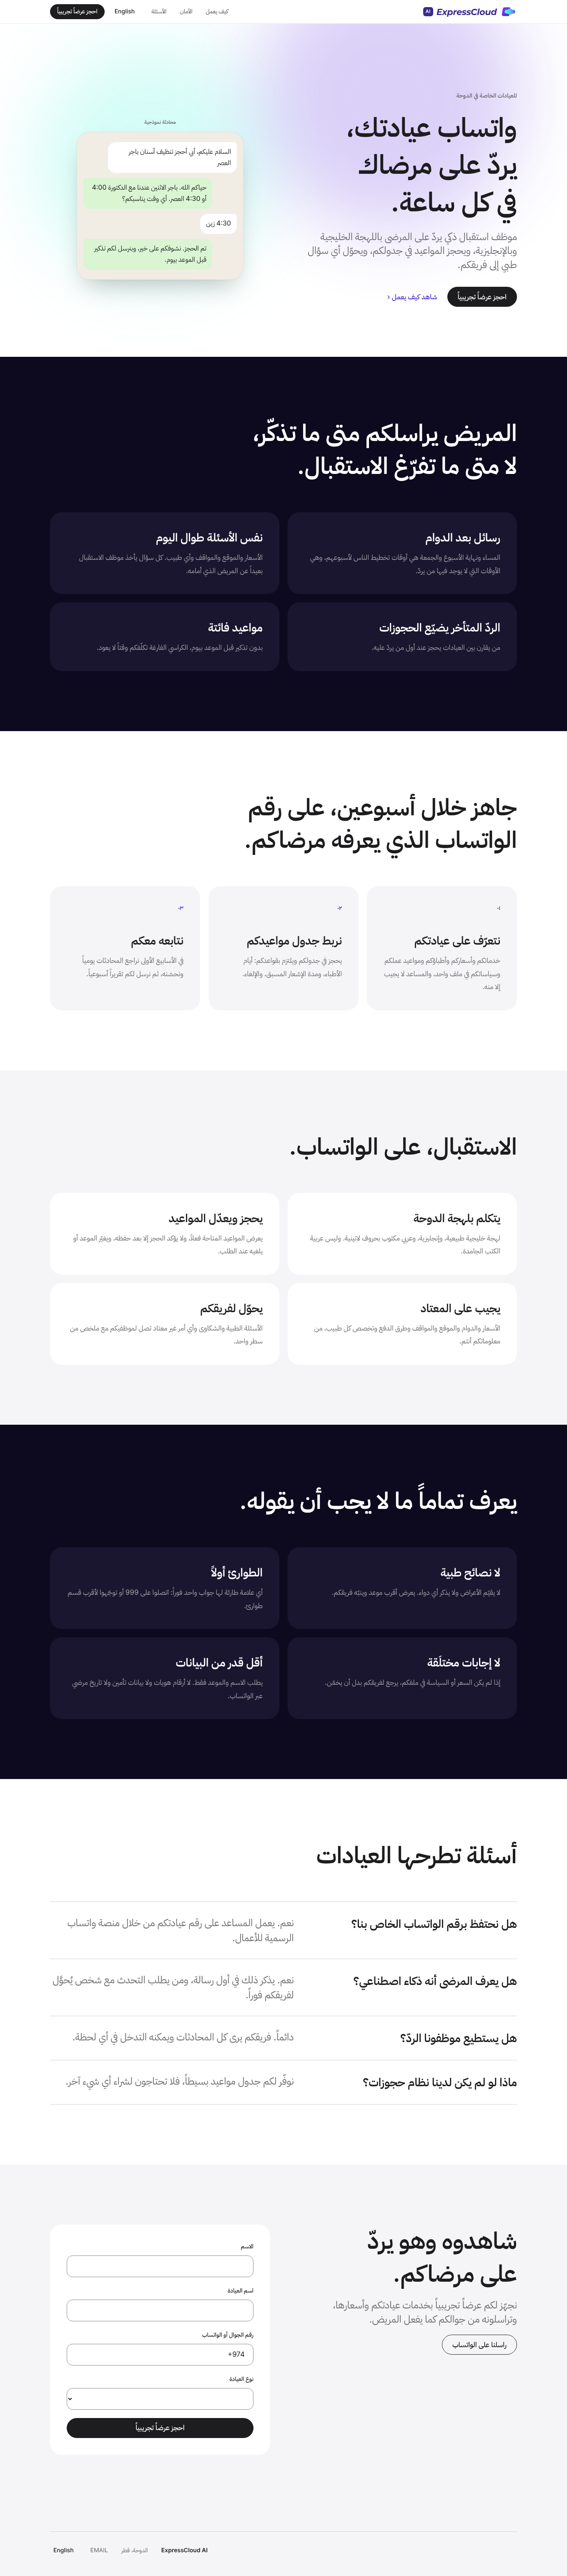 ExpressCloud AI
كيف يعمل
الأمان
الأسئلة
English
احجز عرضاً تجريبياً
للعيادات الخاصة في الدوحة
واتساب عيادتك،
يردّ على مرضاك
في كل ساعة.
موظف استقبال ذكي يردّ على المرضى باللهجة الخليجية
وبالإنجليزية، ويحجز المواعيد في جدولكم، ويحوّل أي سؤال
طبي إلى فريقكم.
احجز عرضاً تجريبياً
شاهد كيف يعمل ‹
محادثة نموذجية
السلام عليكم، أبي أحجز تنظيف أسنان باجر
العصر
حياكم الله. باجر الاثنين عندنا مع الدكتورة 4:00
أو 4:30 العصر. أي وقت يناسبكم؟
4:30 زين
تم الحجز. نشوفكم على خير، وبنرسل لكم تذكير
قبل الموعد بيوم.
المريض يراسلكم متى ما تذكّر،
لا متى ما تفرّغ الاستقبال.
رسائل بعد الدوام
المساء ونهاية الأسبوع والجمعة هي أوقات تخطيط الناس لأسبوعهم، وهي
الأوقات التي لا يوجد فيها من يردّ.
نفس الأسئلة طوال اليوم
الأسعار والدوام والموقع والمواقف وأي طبيب. كل سؤال يأخذ موظف الاستقبال
بعيداً عن المريض الذي أمامه.
الردّ المتأخر يضيّع الحجوزات
من يقارن بين العيادات يحجز عند أول من يردّ عليه.
مواعيد فائتة
بدون تذكير قبل الموعد بيوم، الكراسي الفارغة تكلّفكم وقتاً لا يعود.
جاهز خلال أسبوعين، على رقم
الواتساب الذي يعرفه مرضاكم.
٠١
نتعرّف على عيادتكم
خدماتكم وأسعاركم وأطباؤكم ومواعيد عملكم
وسياساتكم في ملف واحد، والمساعد لا يجيب
إلا منه.
٠٢
نربط جدول مواعيدكم
يحجز في جدولكم ويلتزم بقواعدكم: أيام
الأطباء، ومدة الإشعار المسبق، والإلغاء.
٠٣
نتابعه معكم
في الأسابيع الأولى نراجع المحادثات يومياً
ونحسّنه، ثم نرسل لكم تقريراً أسبوعياً.
الاستقبال، على الواتساب.
يتكلم بلهجة الدوحة
لهجة خليجية طبيعية، وإنجليزية، وعربي مكتوب بحروف لاتينية. وليس عربية
الكتب الجامدة.
يحجز ويعدّل المواعيد
يعرض المواعيد المتاحة فعلاً، ولا يؤكد الحجز إلا بعد حفظه، ويغيّر الموعد أو
يلغيه عند الطلب.
يجيب على المعتاد
الأسعار والدوام والموقع والمواقف وطرق الدفع وتخصص كل طبيب، من
معلوماتكم أنتم.
يحوّل لفريقكم
الأسئلة الطبية والشكاوى وأي أمر غير معتاد تصل لموظفيكم مع ملخص من
سطر واحد.
يعرف تماماً ما لا يجب أن يقوله.
لا نصائح طبية
لا يقيّم الأعراض ولا يذكر أي دواء. يعرض أقرب موعد وينبّه فريقكم.
الطوارئ أولاً
أي علامة طارئة لها جواب واحد فوراً: اتصلوا على 999 أو توجّهوا لأقرب قسم
طوارئ.
لا إجابات مختلَقة
إذا لم يكن السعر أو السياسة في ملفكم، يرجع لفريقكم بدل أن يخمّن.
أقل قدر من البيانات
يطلب الاسم والموعد فقط. لا أرقام هويات ولا بيانات تأمين ولا تاريخ مرضي
عبر الواتساب.
أسئلة تطرحها العيادات
هل نحتفظ برقم الواتساب الخاص بنا؟
نعم. يعمل المساعد على رقم عيادتكم من خلال منصة واتساب
الرسمية للأعمال.
هل يعرف المرضى أنه ذكاء اصطناعي؟
نعم. يذكر ذلك في أول رسالة، ومن يطلب التحدث مع شخص يُحوَّل
لفريقكم فوراً.
هل يستطيع موظفونا الردّ؟
دائماً. فريقكم يرى كل المحادثات ويمكنه التدخل في أي لحظة.
ماذا لو لم يكن لدينا نظام حجوزات؟
نوفّر لكم جدول مواعيد بسيطاً، فلا تحتاجون لشراء أي شيء آخر.
شاهدوه وهو يردّ
على مرضاكم.
نجهّز لكم عرضاً تجريبياً بخدمات عيادتكم وأسعارها،
وتراسلونه من جوالكم كما يفعل المريض.
راسلنا على الواتساب
الاسم
اسم العيادة
رقم الجوال أو الواتساب
+974
نوع العيادة
احجز عرضاً تجريبياً
ExpressCloud AI
الدوحة، قطر
EMAIL
English